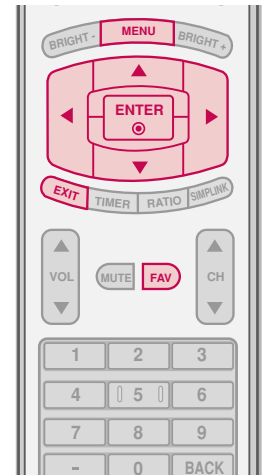 BRIGHT - MENU BRIGHT +
ENTER
EXIT TIMER RATIO SIMPLINK
VOL MUTE FAV CH
1 2 3
4 5 6
7 8 9
- 0 BACK